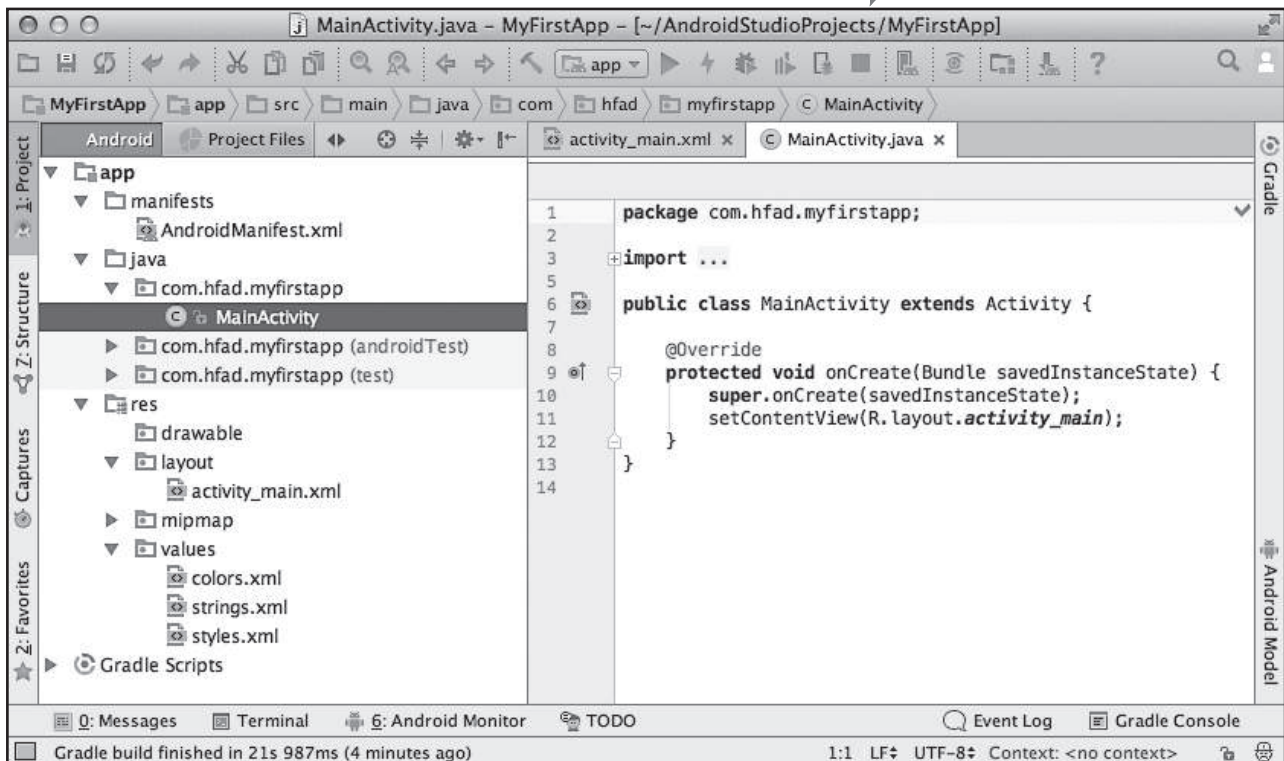 MainActivity.java – MyFirstApp – [~/AndroidStudioProjects/MyFirstApp]
app
?
MyFirstApp app src main java com hfad myfirstapp C MainActivity
Android Project Files
activity_main.xml × C MainActivity.java ×
1: Project
Z: Structure
Captures
2: Favorites
app
manifests
AndroidManifest.xml
java
com.hfad.myfirstapp
C MainActivity
com.hfad.myfirstapp (androidTest)
com.hfad.myfirstapp (test)
res
drawable
layout
activity_main.xml
mipmap
values
colors.xml
strings.xml
styles.xml
Gradle Scripts
1 package com.hfad.myfirstapp;
2
3 import ...
5
6 public class MainActivity extends Activity {
7
8 @Override
9 protected void onCreate(Bundle savedInstanceState) {
10 super.onCreate(savedInstanceState);
11 setContentView(R.layout.activity_main);
12 }
13 }
14
Gradle
Android Model
0: Messages Terminal 6: Android Monitor TODO Event Log Gradle Console
Gradle build finished in 21s 987ms (4 minutes ago) 1:1 LF UTF-8 Context: <no context>